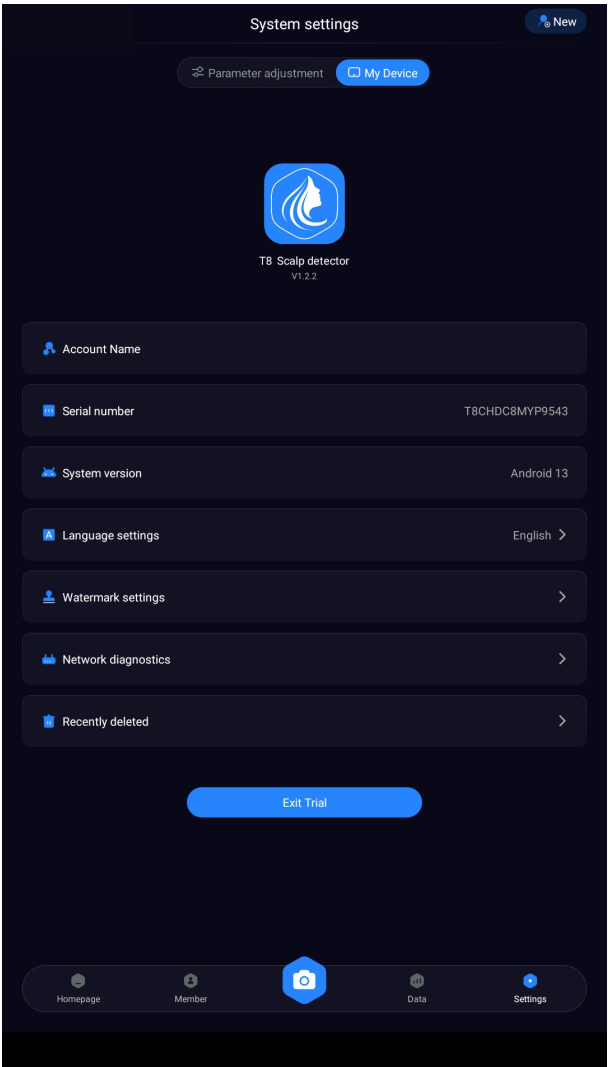 System settings
New
Parameter adjustment
My Device
T8 Scalp detector
V1.2.2
Account Name
Serial number
T8CHDC8MYP9543
System version
Android 13
A
Language settings
English
Watermark settings
Network diagnostics
Recently deleted
Exit Trial
Homepage
Member
Data
Settings